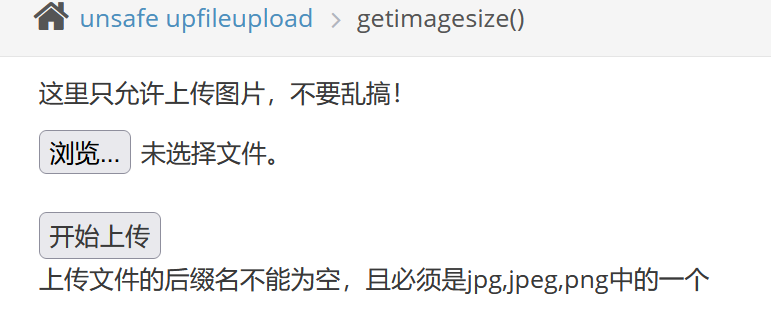 unsafe upfileupload > getimagesize()
这里只允许上传图片，不要乱搞！
浏览... 未选择文件。
开始上传
上传文件的后缀名不能为空，且必须是jpg,jpeg,png中的一个